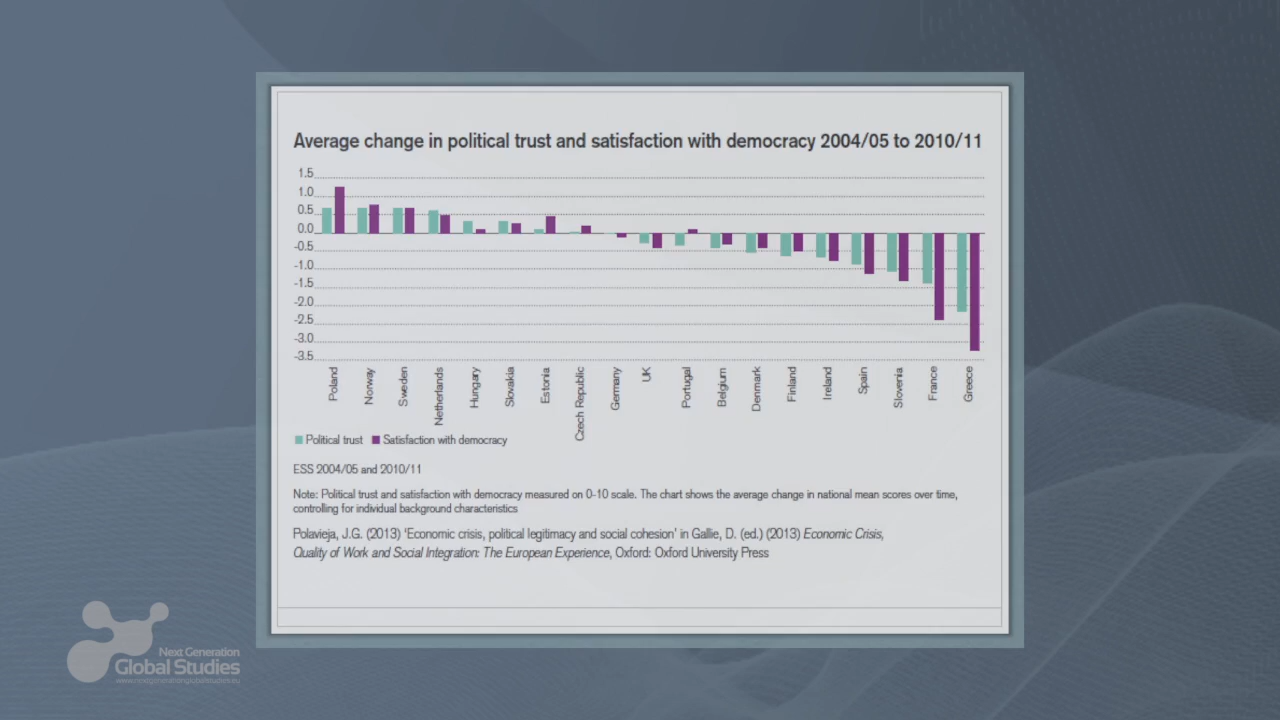 Average change in political trust and satisfaction with democracy 2004/05 to 2010/11
1.5
1.0
0.5
0.0
-0.5
-1.0
-1.5
-2.0
-2.5
-3.0
-3.5
Poland
Norway
Sweden
Netherlands
Hungary
Slovakia
Estonia
Czech Republic
Germany
UK
Portugal
Belgium
Denmark
Finland
Ireland
Spain
Slovenia
France
Greece
Political trust Satisfaction with democracy
ESS 2004/05 and 2010/11
Note: Political trust and satisfaction with democracy measured on 0-10 scale. The chart shows the average change in national mean scores over time,
controlling for individual background characteristics
Polavieja, J.G. (2013) 'Economic crisis, political legitimacy and social cohesion' in Gallie, D. (ed.) (2013) Economic Crisis,
Quality of Work and Social Integration: The European Experience, Oxford: Oxford University Press
Next Generation
Global Studies
www.nextgenerationglobalstudies.eu